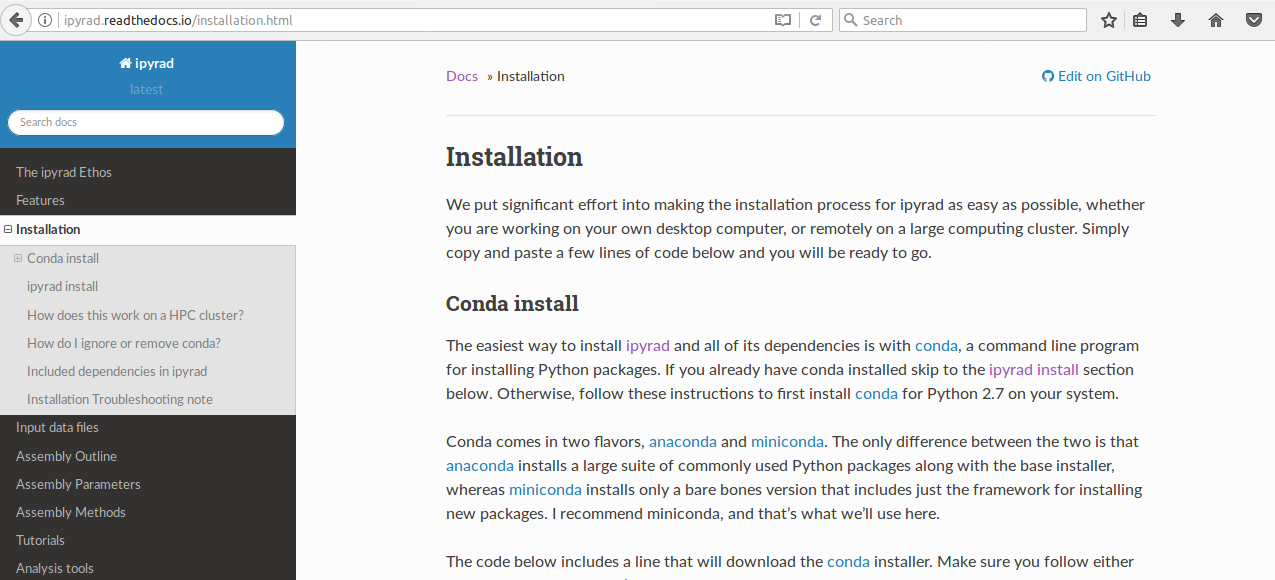 ipyrad.readthedocs.io/installation.html
Search
ipyrad
latest
Search docs
The ipyrad Ethos
Features
Installation
Conda install
ipyrad install
How does this work on a HPC cluster?
How do I ignore or remove conda?
Included dependencies in ipyrad
Installation Troubleshooting note
Input data files
Assembly Outline
Assembly Parameters
Assembly Methods
Tutorials
Analysis tools
Docs » Installation
Edit on GitHub
Installation
We put significant effort into making the installation process for ipyrad as easy as possible, whether
you are working on your own desktop computer, or remotely on a large computing cluster. Simply
copy and paste a few lines of code below and you will be ready to go.
Conda install
The easiest way to install ipyrad and all of its dependencies is with conda, a command line program
for installing Python packages. If you already have conda installed skip to the ipyrad install section
below. Otherwise, follow these instructions to first install conda for Python 2.7 on your system.
Conda comes in two flavors, anaconda and miniconda. The only difference between the two is that
anaconda installs a large suite of commonly used Python packages along with the base installer,
whereas miniconda installs only a bare bones version that includes just the framework for installing
new packages. I recommend miniconda, and that's what we'll use here.
The code below includes a line that will download the conda installer. Make sure you follow either